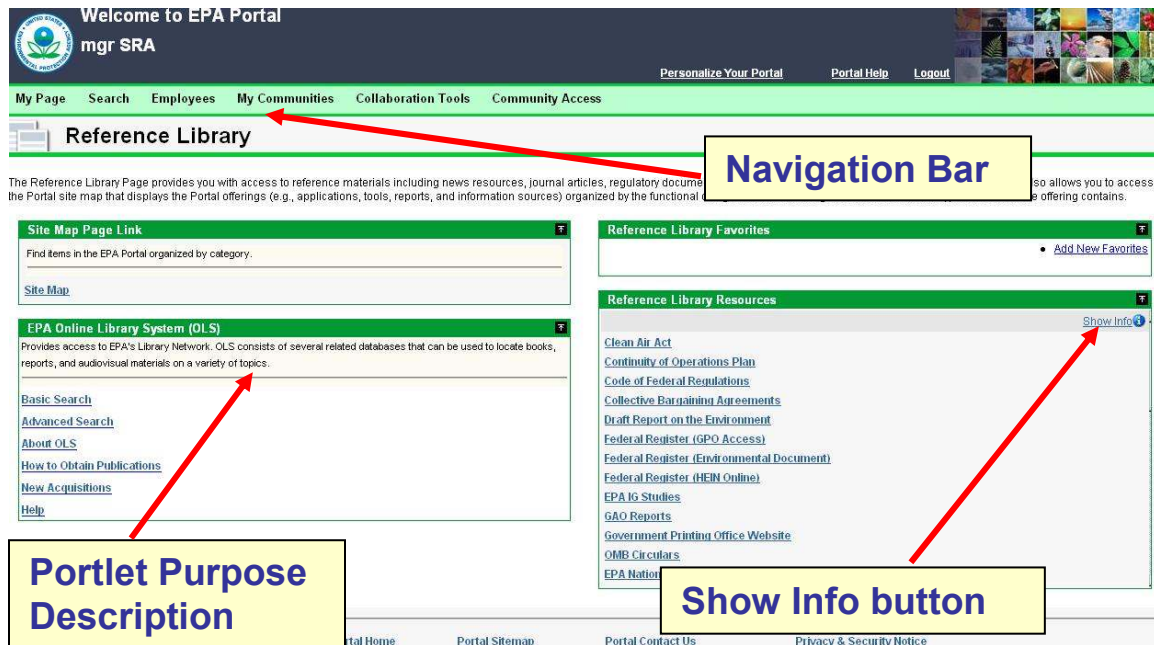 Welcome to EPA Portal
mgr SRA
Personalize Your Portal Portal Help Logout
My Page Search Employees My Communities Collaboration Tools Community Access
Reference Library
Navigation Bar
The Reference Library Page provides you with access to reference materials including news resources, journal articles, regulatory so allows you to access
the Portal site map that displays the Portal offerings (e.g., applications, tools, reports, and information sources) organized by the functional offering contains.
Site Map Page Link
Find items in the EPA Portal organized by category.
Site Map
EPA Online Library System (OLS)
Provides access to EPA's Library Network. OLS consists of several related databases that can be used to locate books,
reports, and audiovisual materials on a variety of topics.
Basic Search
Advanced Search
About OLS
How to Obtain Publications
New Acquisitions
Help
Portlet Purpose
Description
Reference Library Favorites
• Add New Favorites
Reference Library Resources
Show Info
Clean Air Act
Continuity of Operations Plan
Code of Federal Regulations
Collective Bargaining Agreements
Draft Report on the Environment
Federal Register (GPO Access)
Federal Register (Environmental Document)
Federal Register (HEIN Online)
EPA IG Studies
GAO Reports
Government Printing Office Website
OMB Circulars
EPA Nation
Show Info button
rtal Home Portal Sitemap Portal Contact Us Privacy & Security Notice